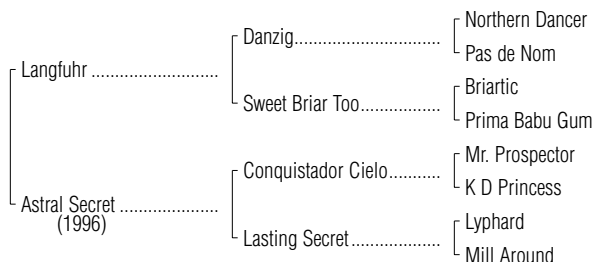 Northern Dancer
Danzig..............................
Pas de Nom
Langfuhr ..........................
Briartic
Sweet Briar Too.................
Prima Babu Gum
Mr. Prospector
Conquistador Cielo...........
K D Princess
Astral Secret ....................
(1996)
Lyphard
Lasting Secret...................
Mill Around